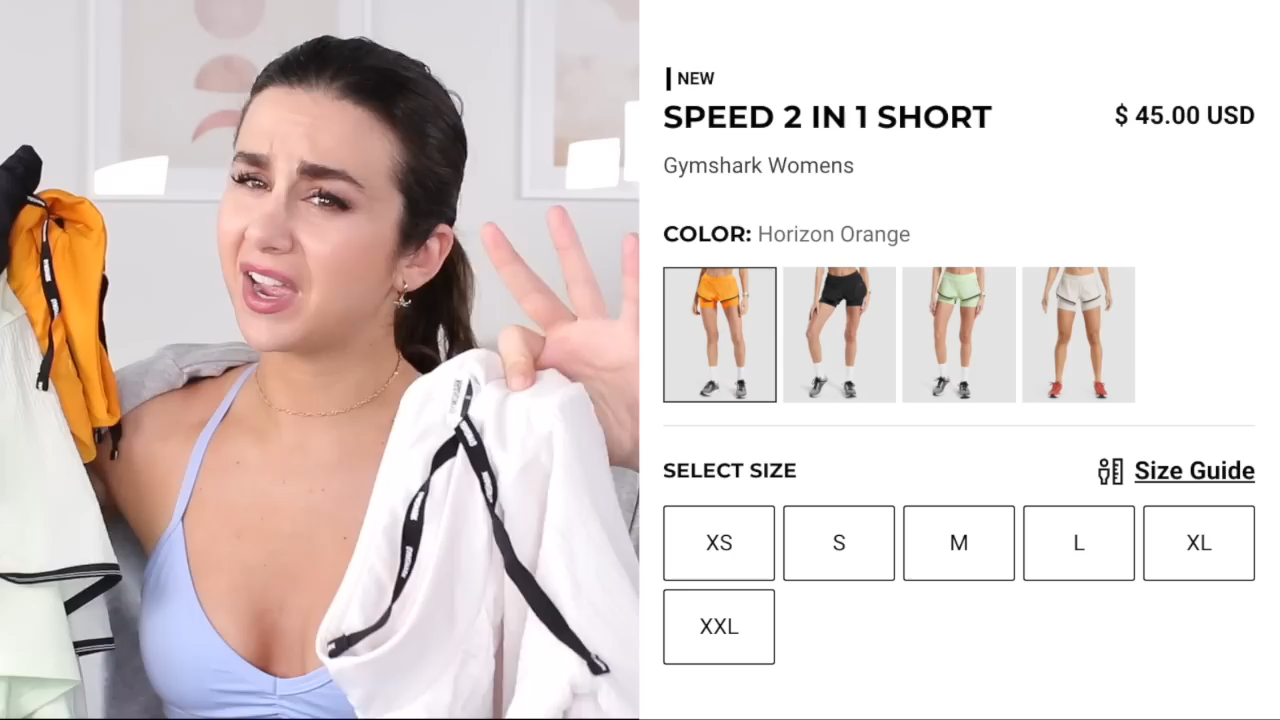 NEW
SPEED 2 IN 1 SHORT
$ 45.00 USD
Gymshark Womens
COLOR: Horizon Orange
SELECT SIZE
Size Guide
XS
S
M
L
XL
XXL